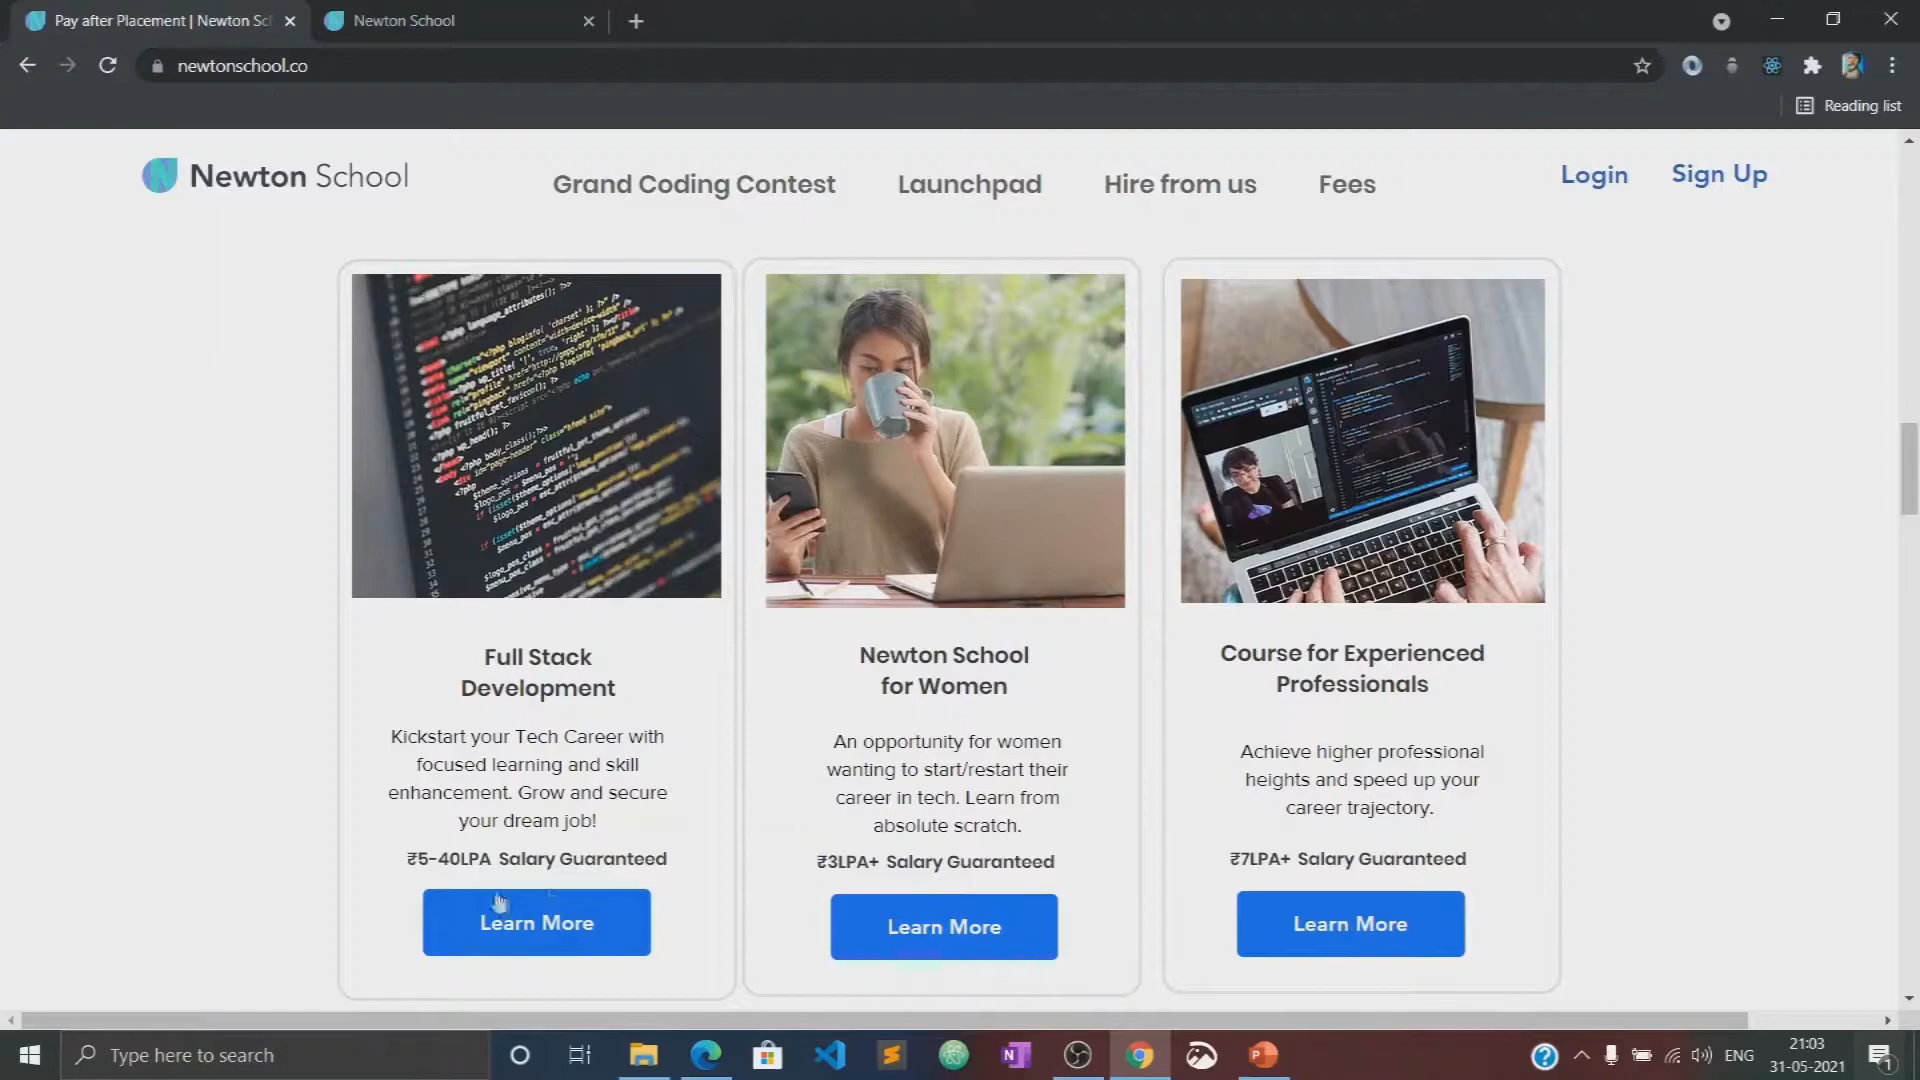 Pay after Placement | Newton Sc
Newton School
newtonschool.co
Reading list
Newton School
Grand Coding Contest
Launchpad
Hire from us
Fees
Login
Sign Up
Full Stack
Development
Kickstart your Tech Career with
focused learning and skill
enhancement. Grow and secure
your dream job!
₹5-40LPA Salary Guaranteed
Learn More
Newton School
for Women
An opportunity for women
wanting to start/restart their
career in tech. Learn from
absolute scratch.
₹3LPA+ Salary Guaranteed
Learn More
Course for Experienced
Professionals
Achieve higher professional
heights and speed up your
career trajectory.
₹7LPA+ Salary Guaranteed
Learn More
Type here to search
ENG
21:03
31-05-2021
1